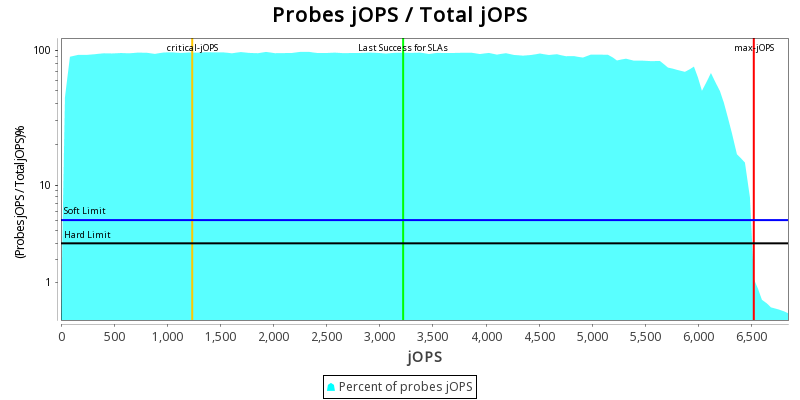 Probes jOPS / Total jOPS
(Probes jOPS / Total jOPS)%
100
10
1
critical-jOPS
Last Success for SLAs
max-jOPS
Soft Limit
Hard Limit
0 500 1,000 1,500 2,000 2,500 3,000 3,500 4,000 4,500 5,000 5,500 6,000 6,500
jOPS
Percent of probes jOPS